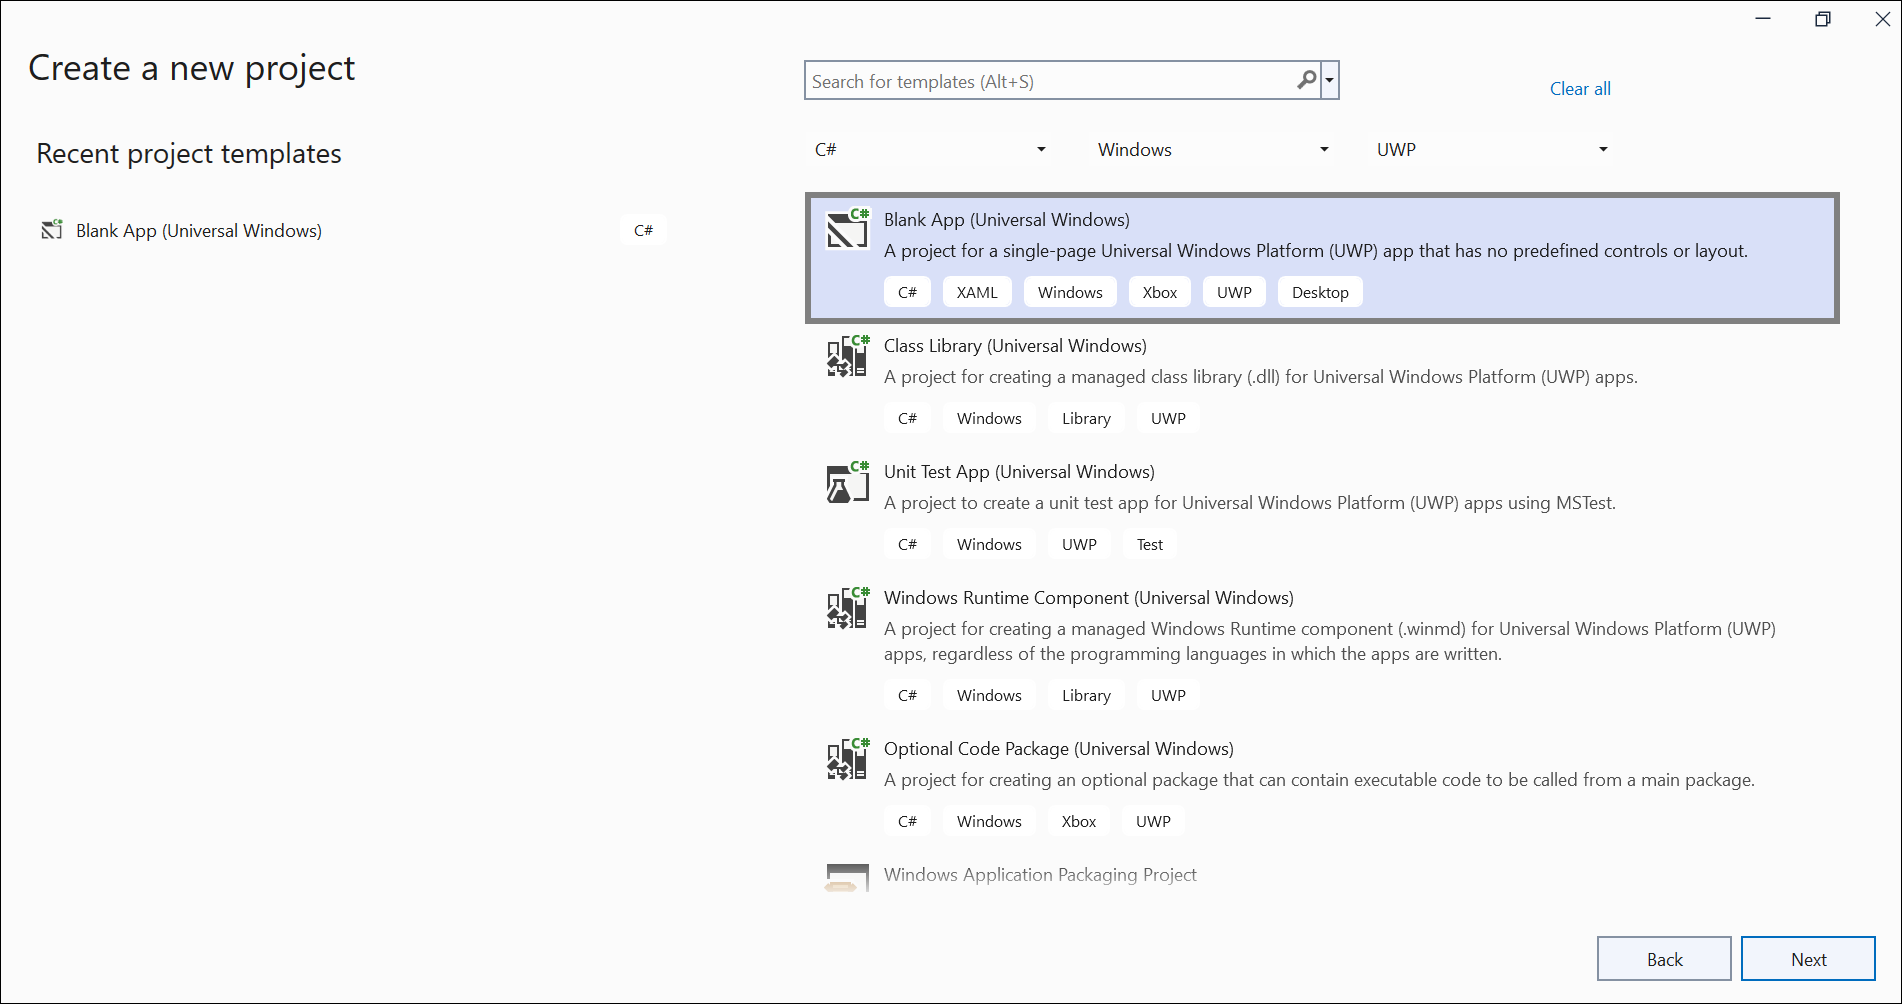 Create a new project
Search for templates (Alt+S)
Clear all
Recent project templates
C#
Windows
UWP
Blank App (Universal Windows)
C#
C#
Blank App (Universal Windows)
A project for a single-page Universal Windows Platform (UWP) app that has no predefined controls or layout.
C# XAML Windows Xbox UWP Desktop
C#
Class Library (Universal Windows)
A project for creating a managed class library (.dll) for Universal Windows Platform (UWP) apps.
C# Windows Library UWP
C#
Unit Test App (Universal Windows)
A project to create a unit test app for Universal Windows Platform (UWP) apps using MSTest.
C# Windows UWP Test
C#
Windows Runtime Component (Universal Windows)
A project for creating a managed Windows Runtime component (.winmd) for Universal Windows Platform (UWP)
apps, regardless of the programming languages in which the apps are written.
C# Windows Library UWP
C#
Optional Code Package (Universal Windows)
A project for creating an optional package that can contain executable code to be called from a main package.
C# Windows Xbox UWP
Windows Application Packaging Project
Back
Next